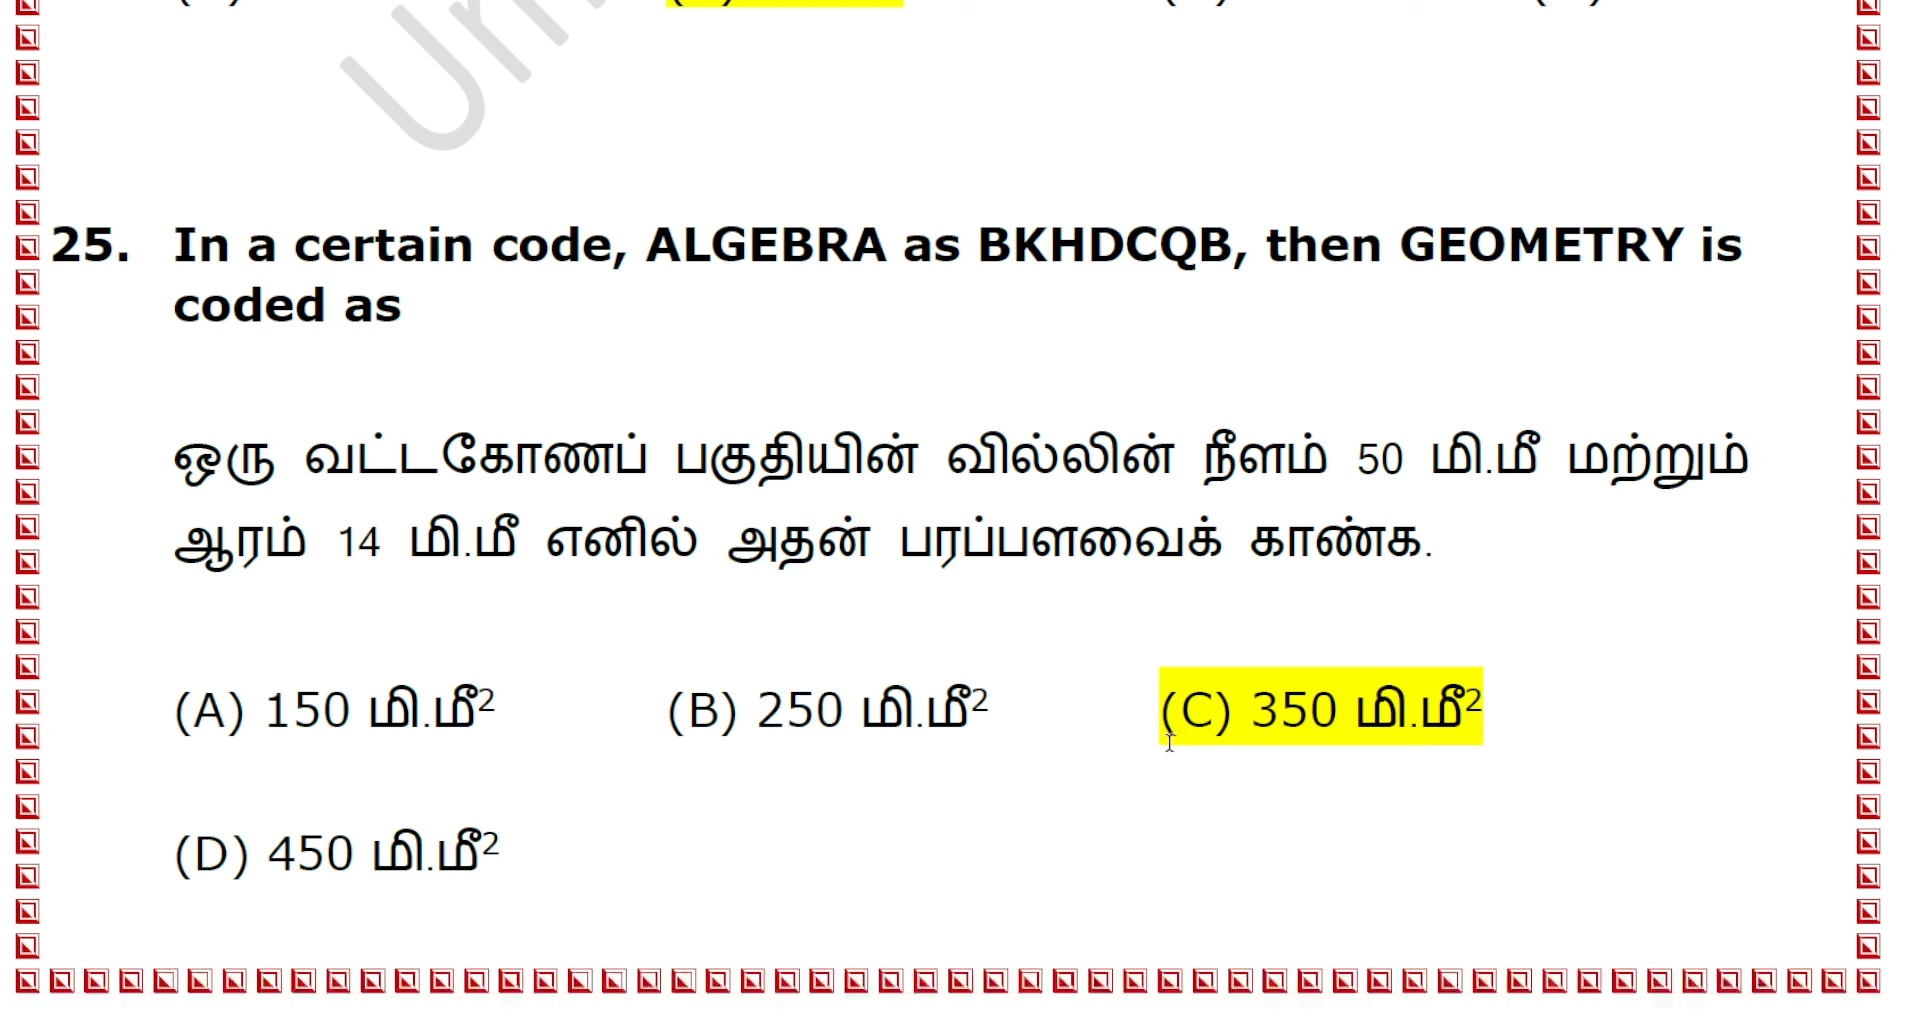 25. In a certain code, ALGEBRA as BKHDCQB, then GEOMETRY is
coded as
ஒரு வட்டகோணப் பகுதியின் வில்லின் நீளம் 50 மி.மீ மற்றும்
ஆரம் 14 மி.மீ எனில் அதன் பரப்பளவைக் காண்க.
(A) 150 மி.மீ² (B) 250 மி.மீ² (C) 350 மி.மீ²
(D) 450 மி.மீ²